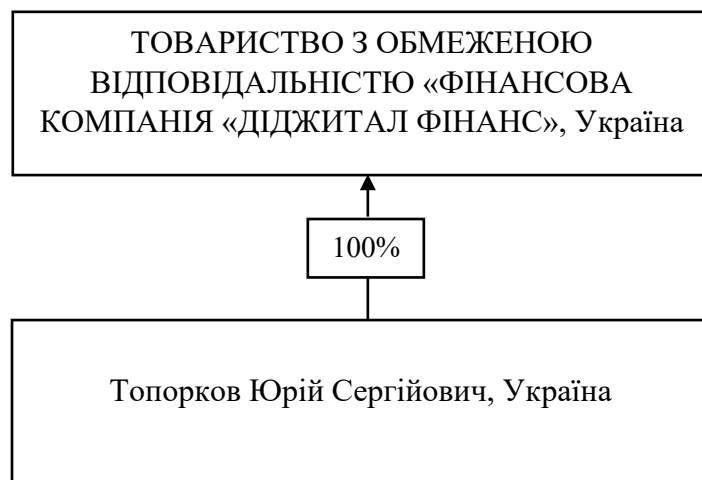 ТОВАРИСТВО З ОБМЕЖЕНОЮ
ВІДПОВІДАЛЬНІСТЮ «ФІНАНСОВА
КОМПАНІЯ «ДІДЖИТАЛ ФІНАНС», Україна
100%
Топорков Юрій Сергійович, Україна